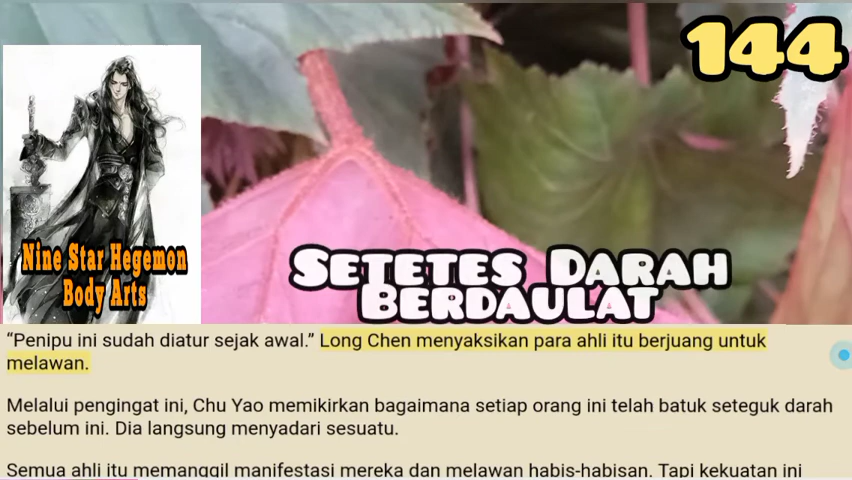 144
Nine Star Hegemon
Body Arts
Setetes Darah
Berdaulat
“Penipu ini sudah diatur sejak awal.” Long Chen menyaksikan para ahli itu berjuang untuk
melawan.
Melalui pengingat ini, Chu Yao memikirkan bagaimana setiap orang ini telah batuk seteguk darah
sebelum ini. Dia langsung menyadari sesuatu.
Semua ahli itu memanggil manifestasi mereka dan melawan habis-habisan. Tapi kekuatan ini